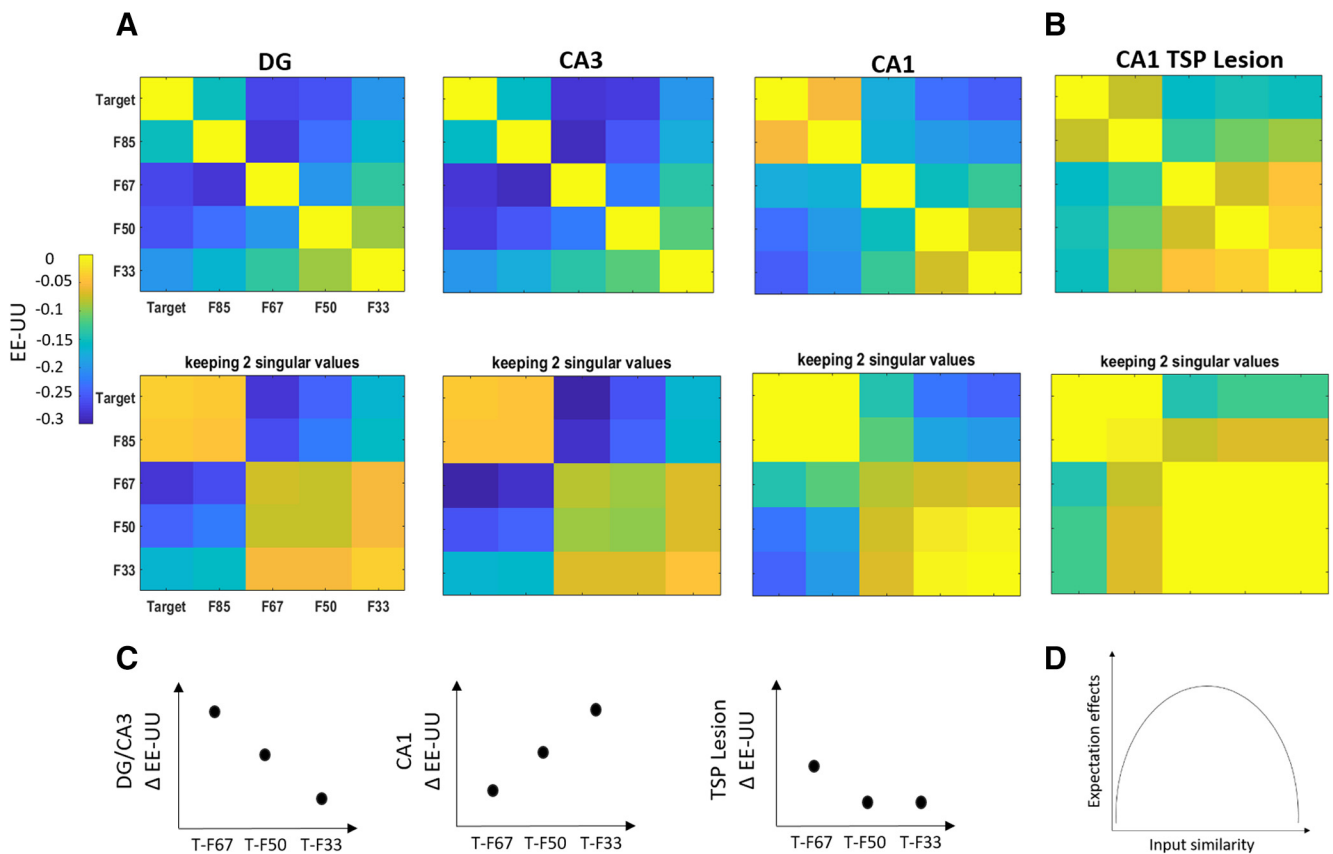 A
B
DG
CA3
CA1
CA1 TSP Lesion
Target
F85
F67
F50
F33
Target F85 F67 F50 F33
EE-UU
0
-0.05
-0.1
-0.15
-0.2
-0.25
-0.3
keeping 2 singular values
keeping 2 singular values
keeping 2 singular values
keeping 2 singular values
Target
F85
F67
F50
F33
Target F85 F67 F50 F33
C
D
DG/CA3
Δ EE-UU
T-F67 T-F50 T-F33
CA1
Δ EE-UU
T-F67 T-F50 T-F33
TSP Lesion
Δ EE-UU
T-F67 T-F50 T-F33
Expectation effects
Input similarity